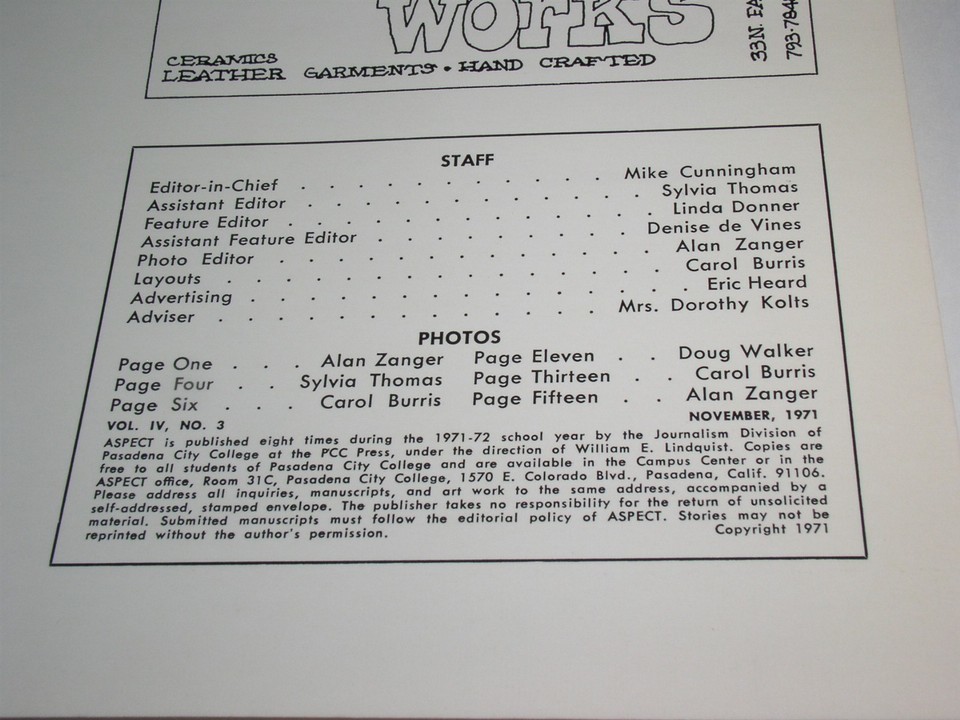 WORKS
CERAMICS
LEATHER GARMENTS • HAND CRAFTED
33 N.
STAFF
Editor-in-Chief . . . . . . . . . . Mike Cunningham
Assistant Editor . . . . . . . . . . . Sylvia Thomas
Feature Editor . . . . . . . . . . . . Linda Donner
Assistant Feature Editor . . . . . . . . . Denise de Vines
Photo Editor . . . . . . . . . . . . Alan Zanger
Layouts . . . . . . . . . . . . . . Carol Burris
Advertising . . . . . . . . . . . . . . Eric Heard
Adviser . . . . . . . . . . . . . Mrs. Dorothy Kolts
PHOTOS
Page One . . . Alan Zanger Page Eleven . . Doug Walker
Page Four . . Sylvia Thomas Page Thirteen . . Carol Burris
Page Six . . . Carol Burris Page Fifteen . . Alan Zanger
VOL. IV, NO. 3 NOVEMBER, 1971
ASPECT is published eight times during the 1971-72 school year by the Journalism Division of
Pasadena City College at the PCC Press, under the direction of William E. Lindquist. Copies are
free to all students of Pasadena City College and are available in the Campus Center or in the
ASPECT office, Room 31C, Pasadena City College, 1570 E. Colorado Blvd., Pasadena, Calif. 91106.
Please address all inquiries, manuscripts, and art work to the same address, accompanied by a
self-addressed, stamped envelope. The publisher takes no responsibility for the return of unsolicited
material. Submitted manuscripts must follow the editorial policy of ASPECT. Stories may not be
reprinted without the author's permission. Copyright 1971